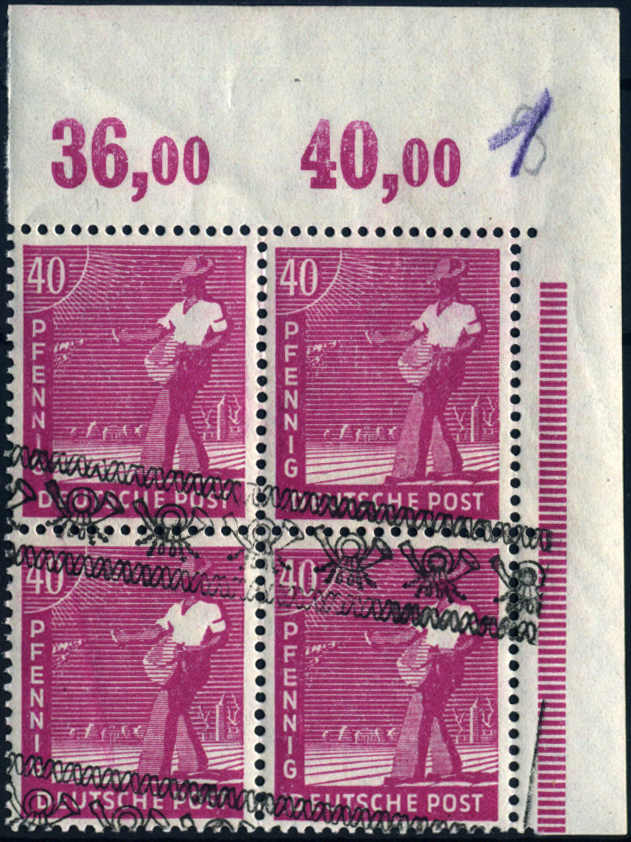 36,00 40,00
40 40
PFENNIG PFENNIG
DEUTSCHE POST DEUTSCHE POST
40 40
PFENNIG PFENNIG
DEUTSCHE POST DEUTSCHE POST